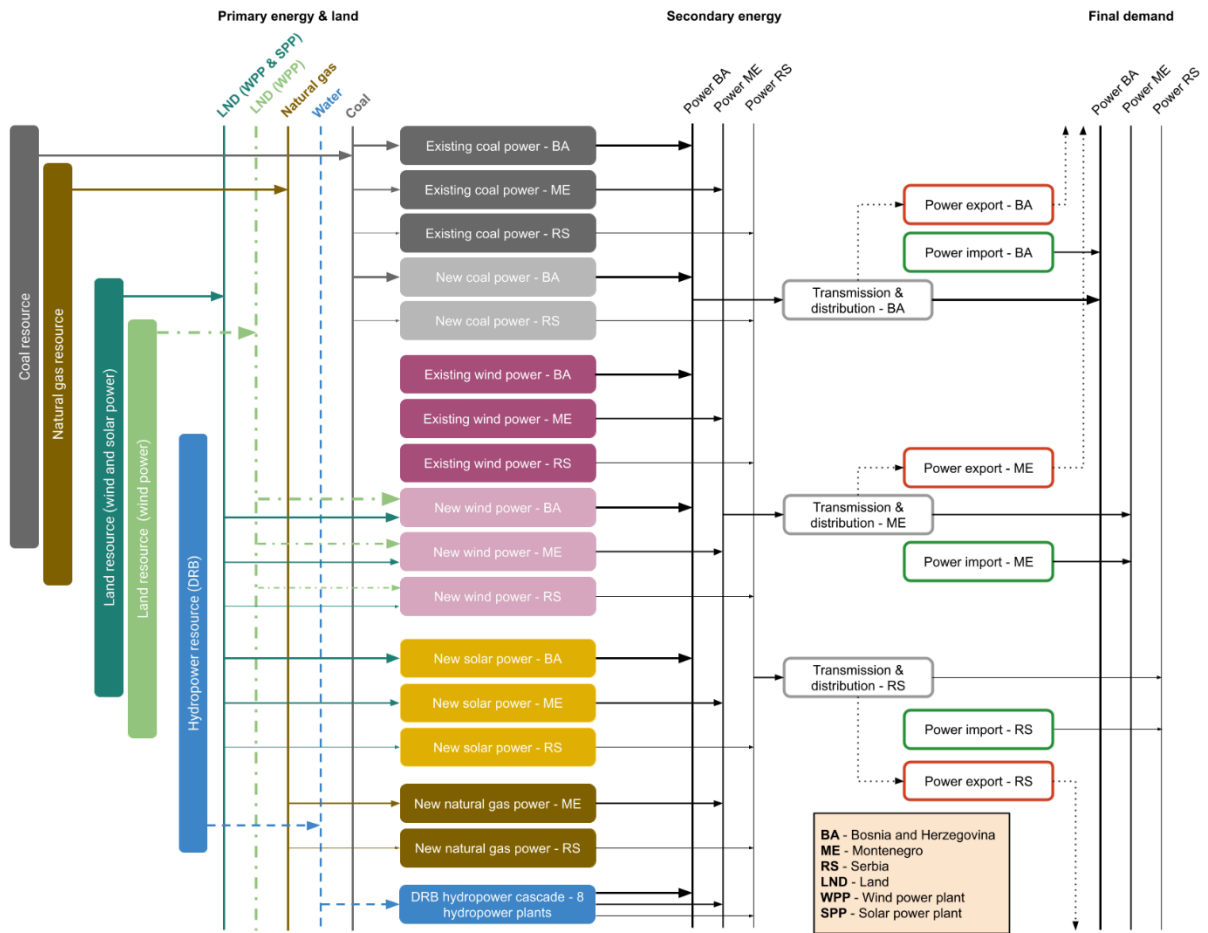 Primary energy & land
Secondary energy
Final demand
LND (WPP & SPP)
LND (WPP)
Natural gas
Water
Coal
Power BA
Power ME
Power RS
Power BA
Power ME
Power RS
Coal resource
Natural gas resource
Land resource (wind and solar power)
Land resource (wind power)
Hydropower resource (DRB)
Existing coal power - BA
Existing coal power - ME
Existing coal power - RS
New coal power - BA
New coal power - RS
Existing wind power - BA
Existing wind power - ME
Existing wind power - RS
New wind power - BA
New wind power - ME
New wind power - RS
New solar power - BA
New solar power - ME
New solar power - RS
New natural gas power - ME
New natural gas power - RS
DRB hydropower cascade - 8
hydropower plants
Transmission &
distribution - BA
Transmission &
distribution - ME
Transmission &
distribution - RS
Power export - BA
Power import - BA
Power export - ME
Power import - ME
Power import - RS
Power export - RS
BA - Bosnia and Herzegovina
ME - Montenegro
RS - Serbia
LND - Land
WPP - Wind power plant
SPP - Solar power plant